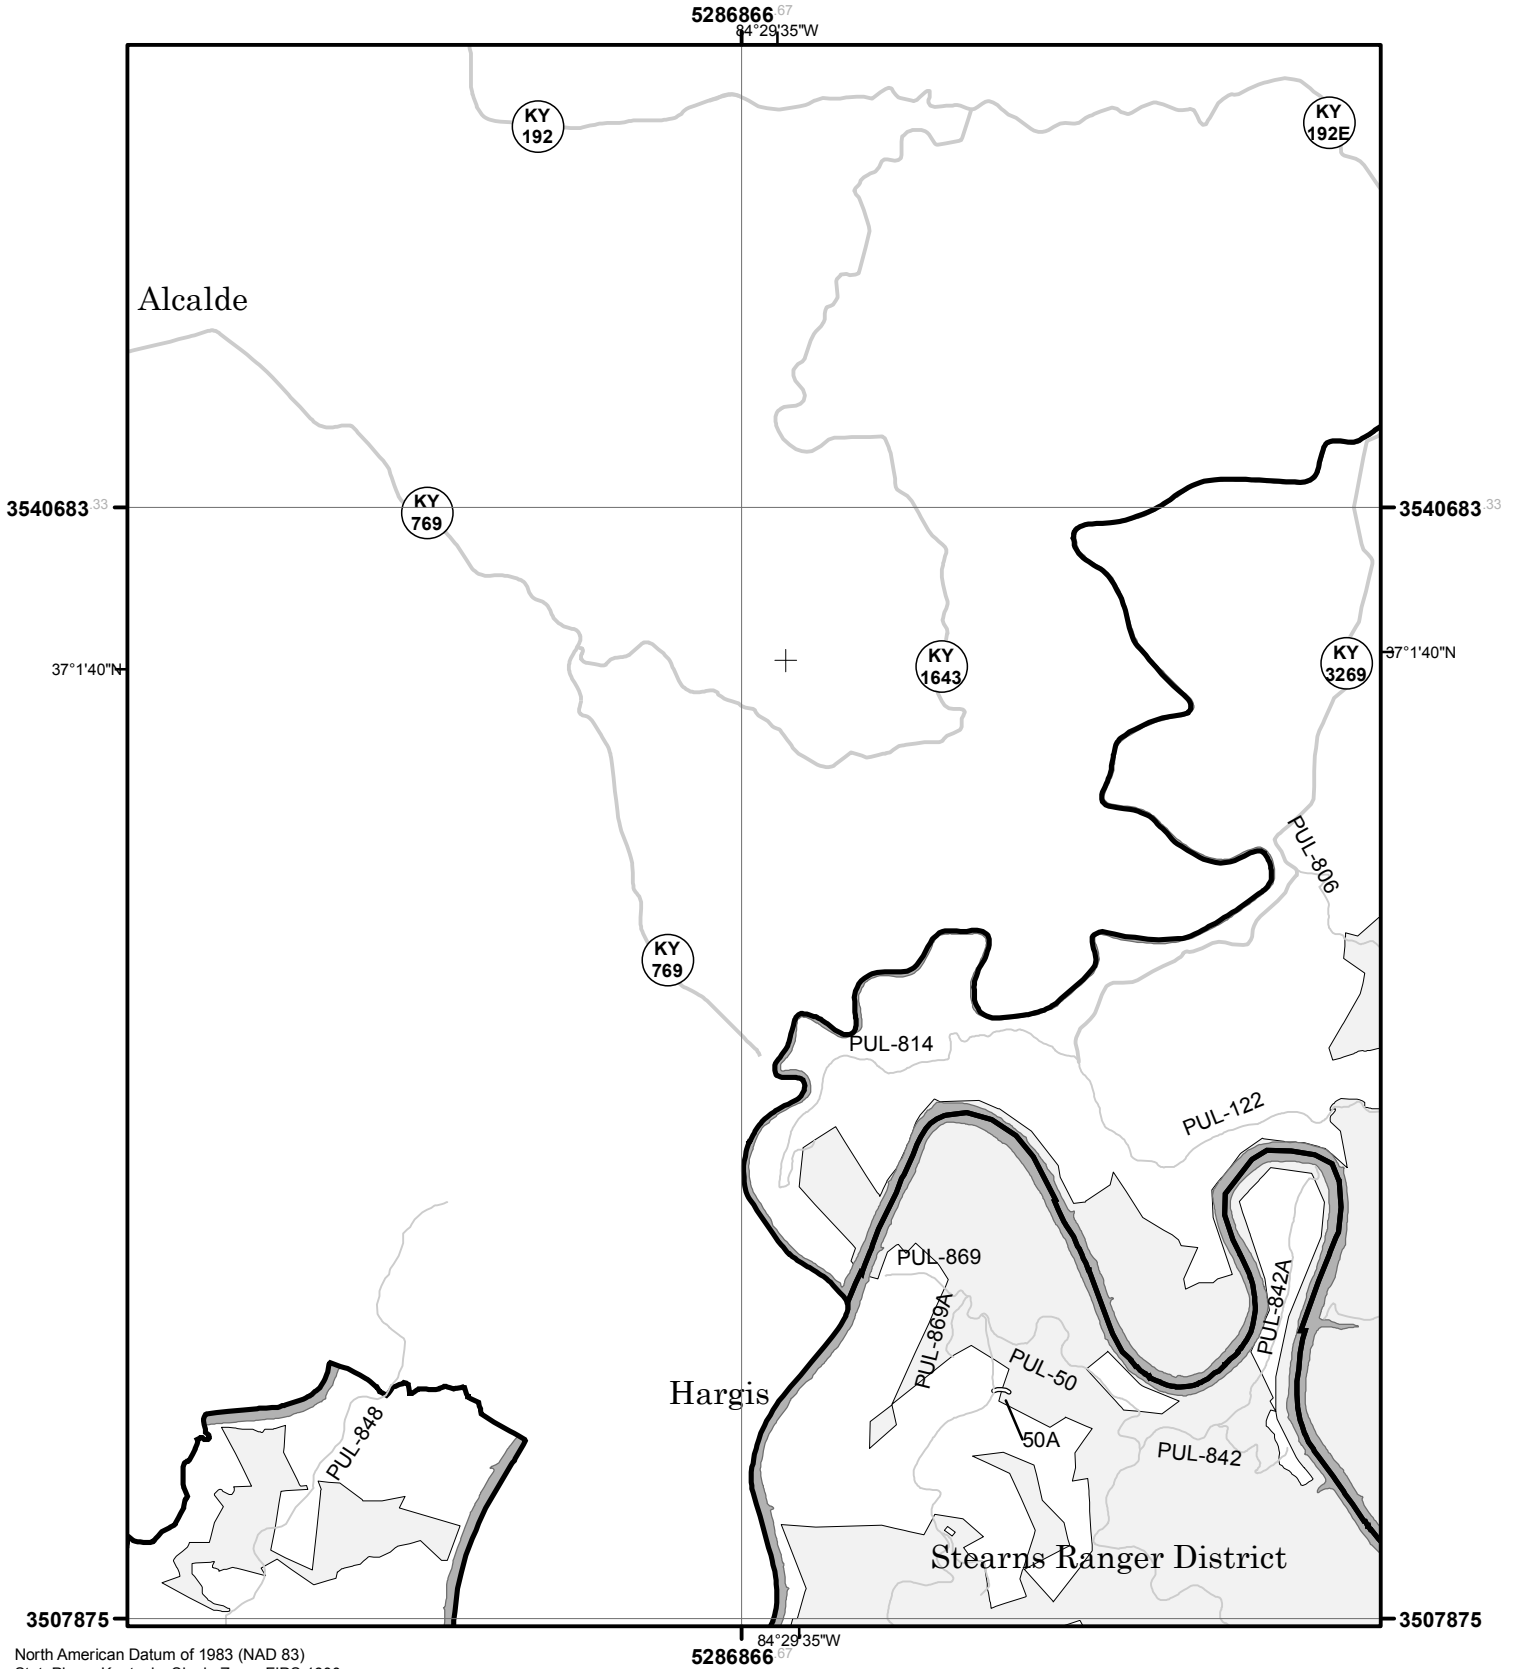 5286866.67
84°29'35"W
KY
192
KY
192E
Alcalde
3540683.33
KY
769
3540683.33
37°1'40"N
KY
1643
KY
3269
37°1'40"N
PUL-806
KY
769
PUL-814
PUL-122
PUL-869
PUL-842A
PUL-869A
PUL-50
Hargis
PUL-848
50A
PUL-842
Stearns Ranger District
3507875
3507875
84°29'35"W
5286866.67
North American Datum of 1983 (NAD 83)